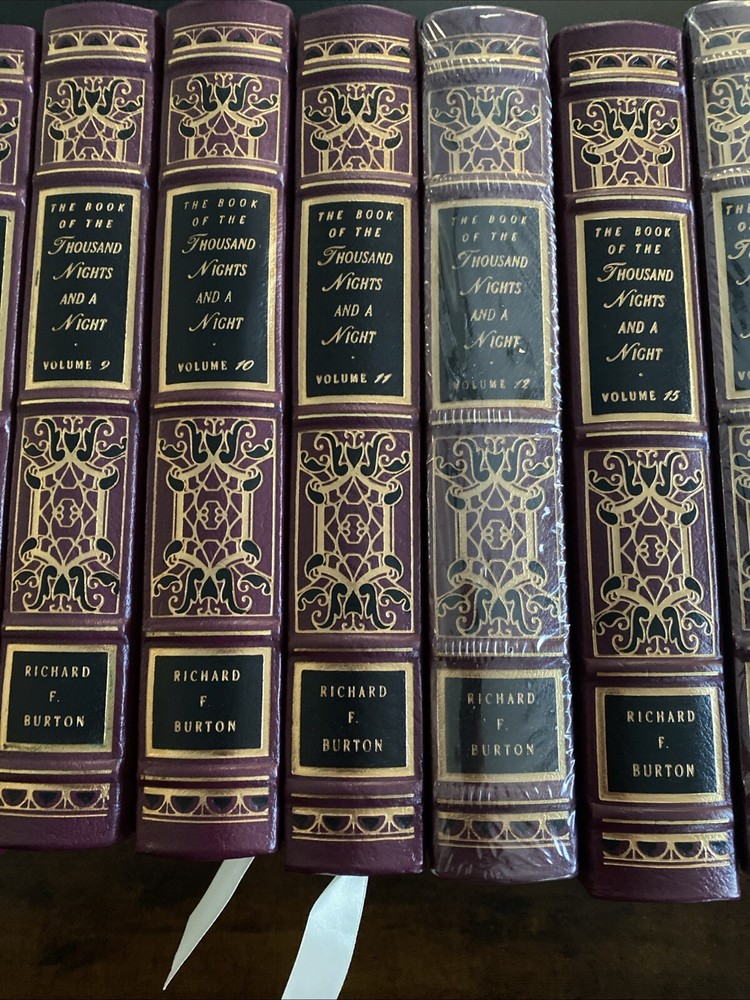 THE BOOK
OF THE
THOUSAND
NIGHTS
AND A
NIGHT
VOLUME 9
RICHARD
F.
BURTON
THE BOOK
OF THE
THOUSAND
NIGHTS
AND A
NIGHT
VOLUME 10
RICHARD
F.
BURTON
THE BOOK
OF THE
THOUSAND
NIGHTS
AND A
NIGHT
VOLUME 11
RICHARD
F.
BURTON
THE BOOK
OF THE
THOUSAND
NIGHTS
AND A
NIGHT
VOLUME 12
RICHARD
F.
BURTON
THE BOOK
OF THE
THOUSAND
NIGHTS
AND A
NIGHT
VOLUME 15
RICHARD
F.
BURTON